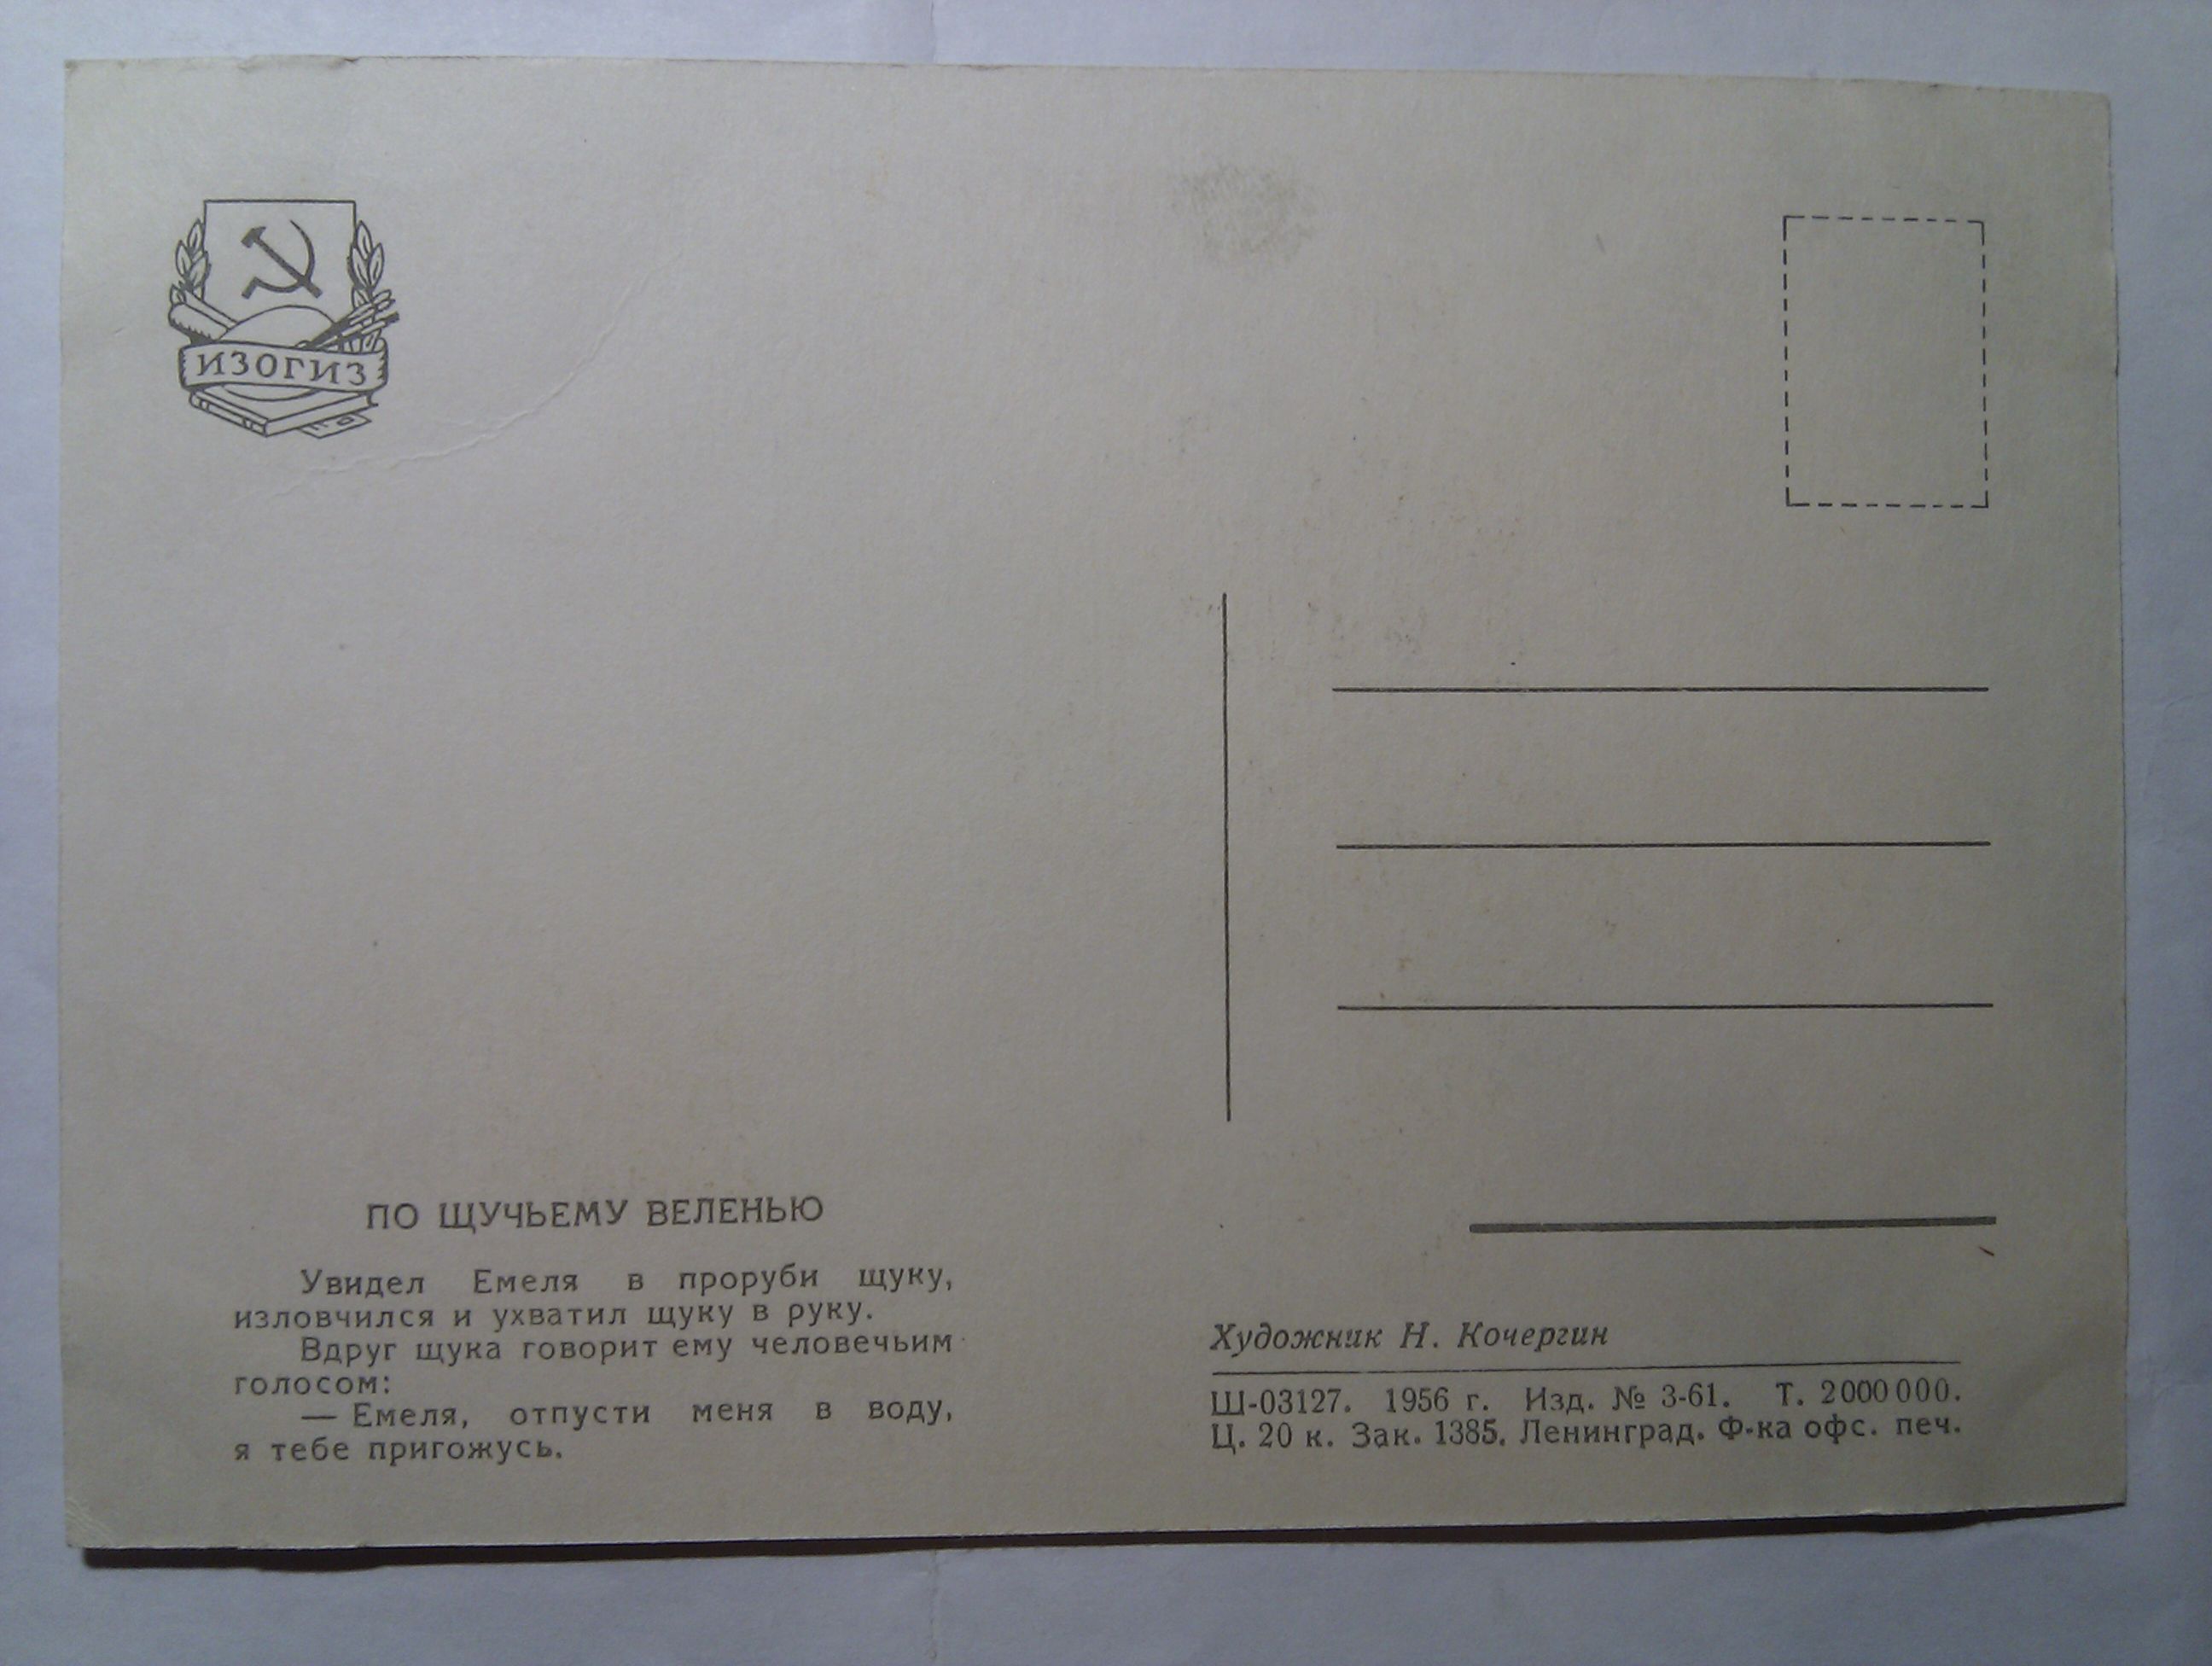 ИЗОГИЗ
ПО ЩУЧЬЕМУ ВЕЛЕНЬЮ
Увидел Емеля в проруби щуку,
изловчился и ухватил щуку в руку.
Вдруг щука говорит ему человечьим
голосом:
— Емеля, отпусти меня в воду,
я тебе пригожусь.
Художник Н. Кочергин
Ш-03127. 1956 г. Изд. № 3-61. Т. 2000000.
Ц. 20 к. Зак. 1385. Ленинград. Ф-ка офс. печ.